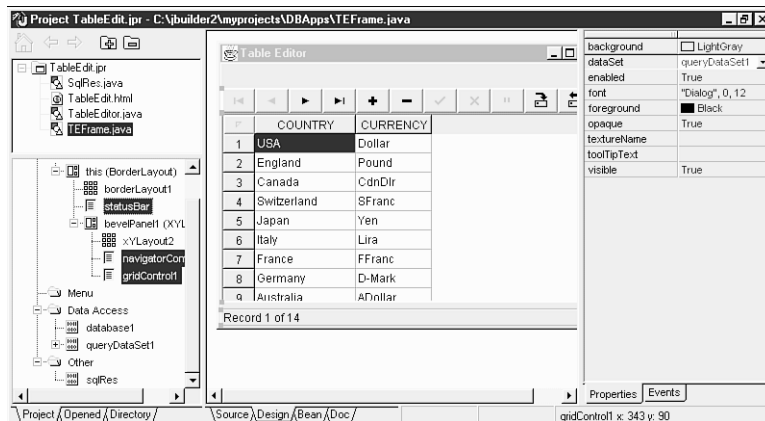 Project TableEdit.jpr - C:\jbuilder2\myprojects\DBApps\TEFrame.java
TableEdit.jpr
SqlRes.java
TableEdit.html
TableEditor.java
TEFrame.java
this (BorderLayout)
borderLayout1
statusBar
bevelPanel1 (XYL
xYLayout2
navigatorCon
gridControl1
Menu
Data Access
database1
queryDataSet1
Other
sqlRes
Project Opened Directory
Table Editor
COUNTRY CURRENCY
1 USA Dollar
2 England Pound
3 Canada CdnDlr
4 Switzerland SFranc
5 Japan Yen
6 Italy Lira
7 France FFranc
8 Germany D-Mark
9 Australia ADollar
Record 1 of 14
Source Design Bean Doc
background LightGray
dataSet queryDataSet1
enabled True
font "Dialog", 0, 12
foreground Black
opaque True
textureName
toolTipText
visible True
Properties Events
gridControl1 x: 343 y: 90